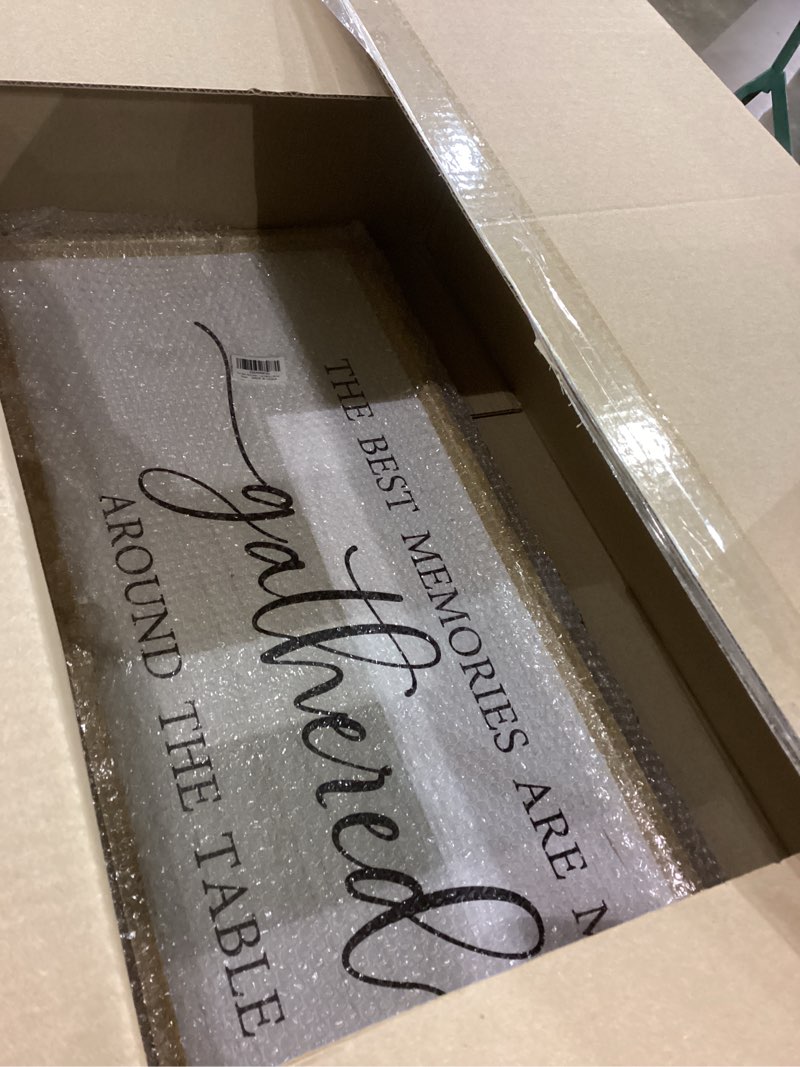 THE BEST MEMORIES ARE M
gathered
AROUND THE TABLE